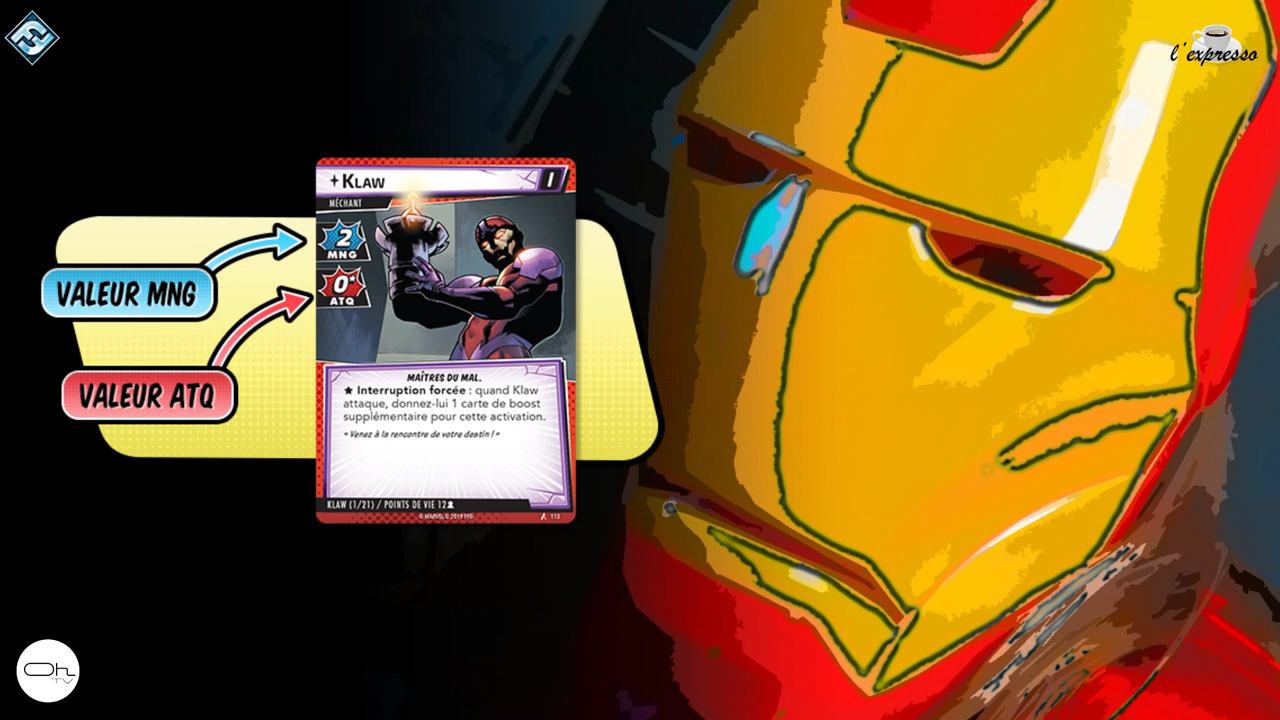 l'expresso
KLAW
I
MÉCHANT
2
MNG
0*
ATQ
VALEUR MNG
VALEUR ATQ
MAÎTRES DU MAL.
★ Interruption forcée : quand Klaw
attaque, donnez-lui 1 carte de boost
supplémentaire pour cette activation.
« Venez à la rencontre de votre destin ! »
KLAW (1/21) / POINTS DE VIE 12
© MARVEL © 2019 FFG
113
Oh
TV